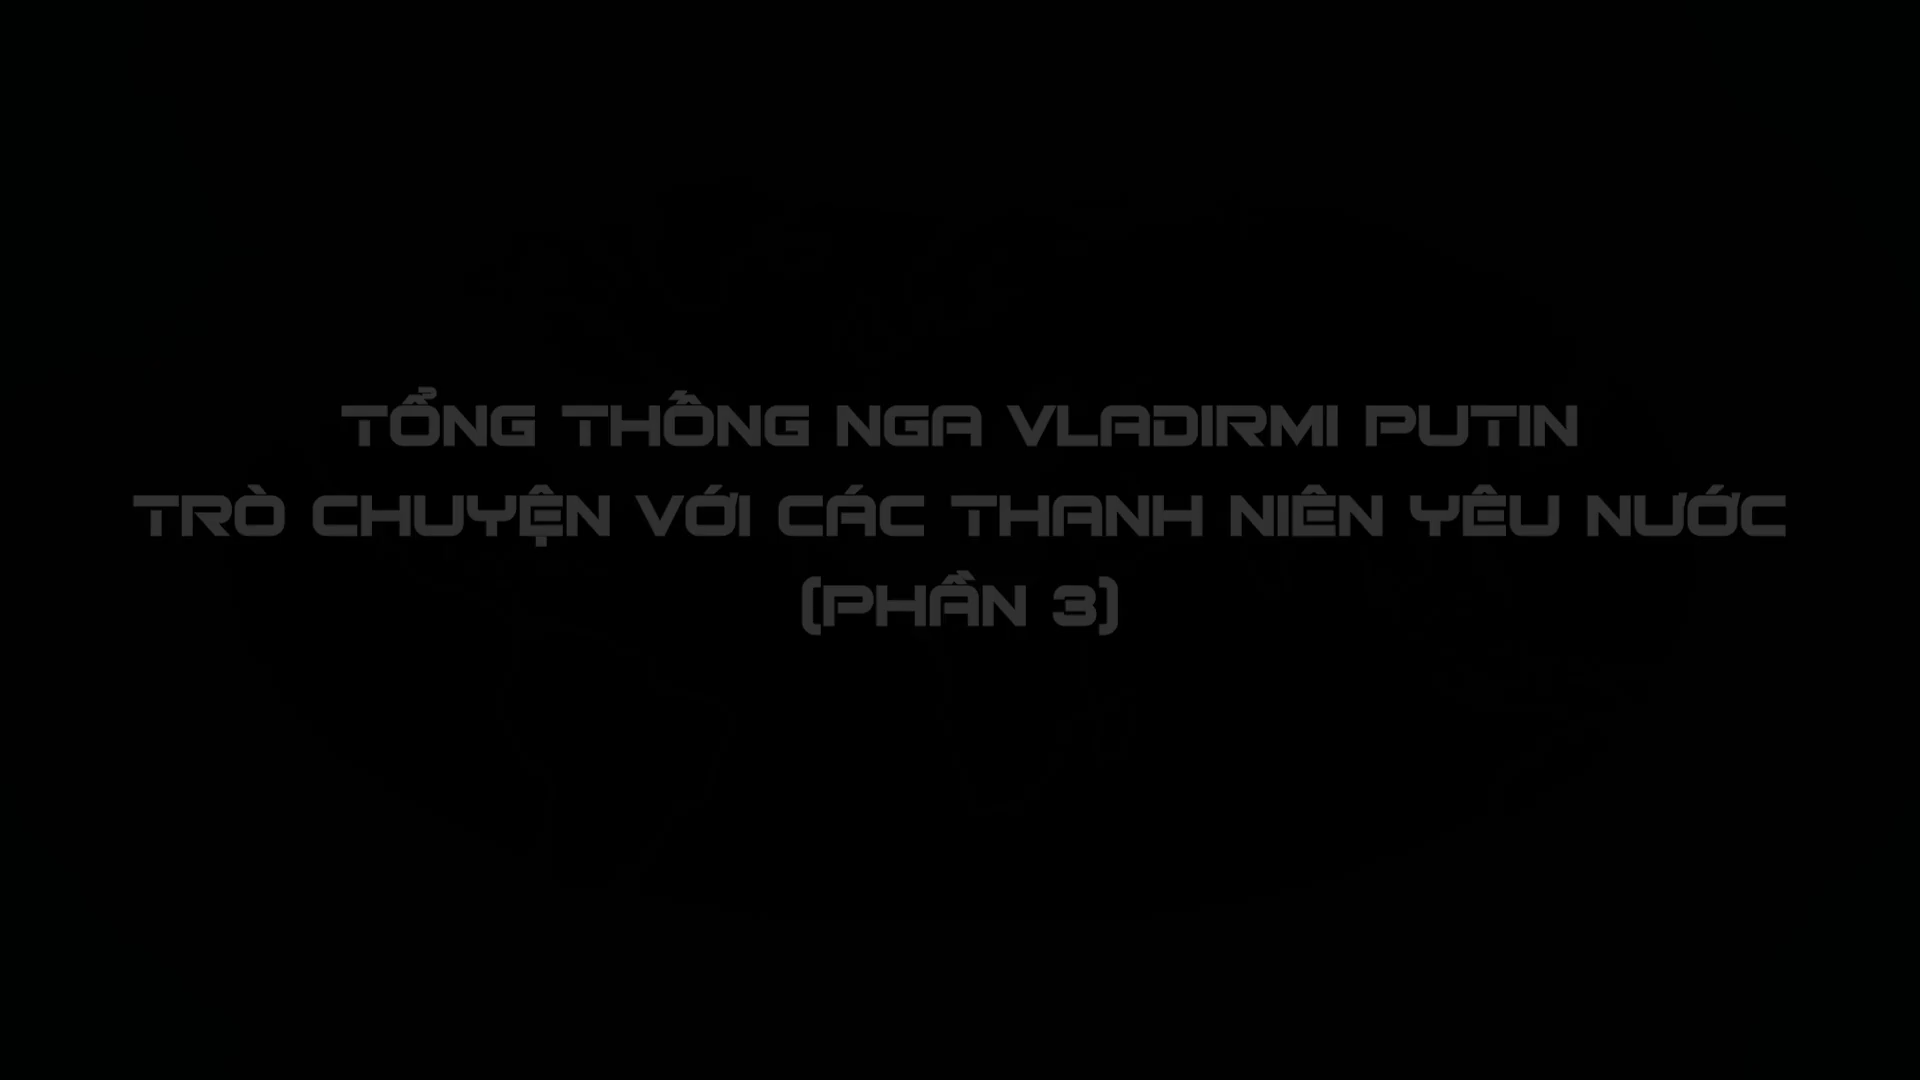 TỔNG THỐNG NGA VLADIRMI PUTIN
TRÒ CHUYỆN VỚI CÁC THANH NIÊN YÊU NƯỚC
(PHẦN 3)